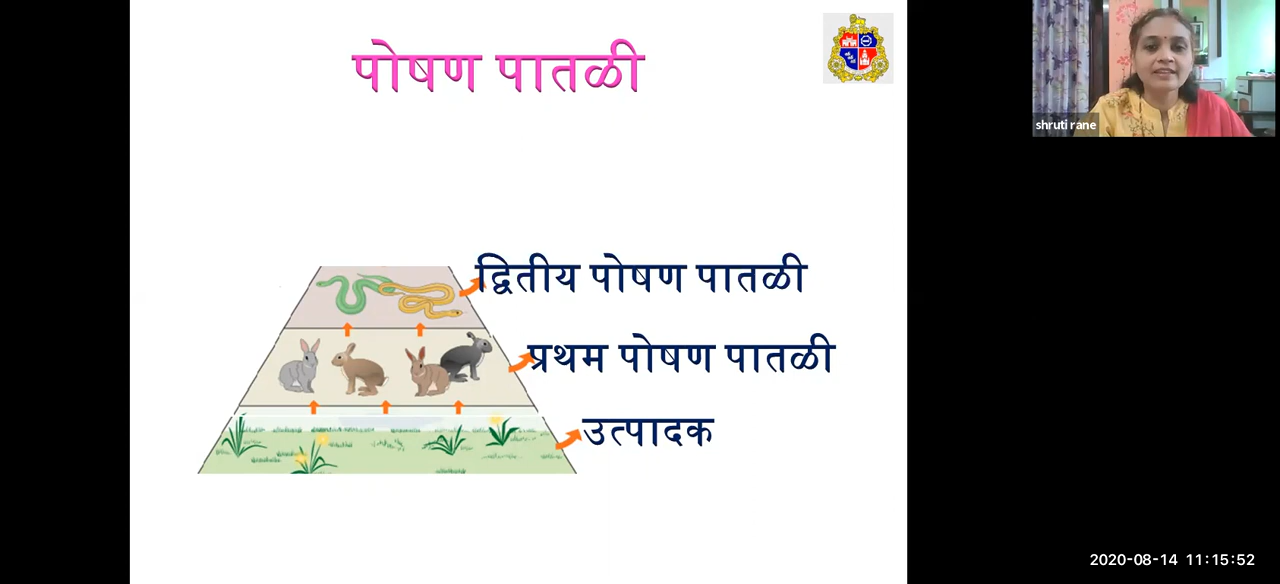 पोषण पातळी
shruti rane
द्वितीय पोषण पातळी
प्रथम पोषण पातळी
उत्पादक
2020-08-14 11:15:52